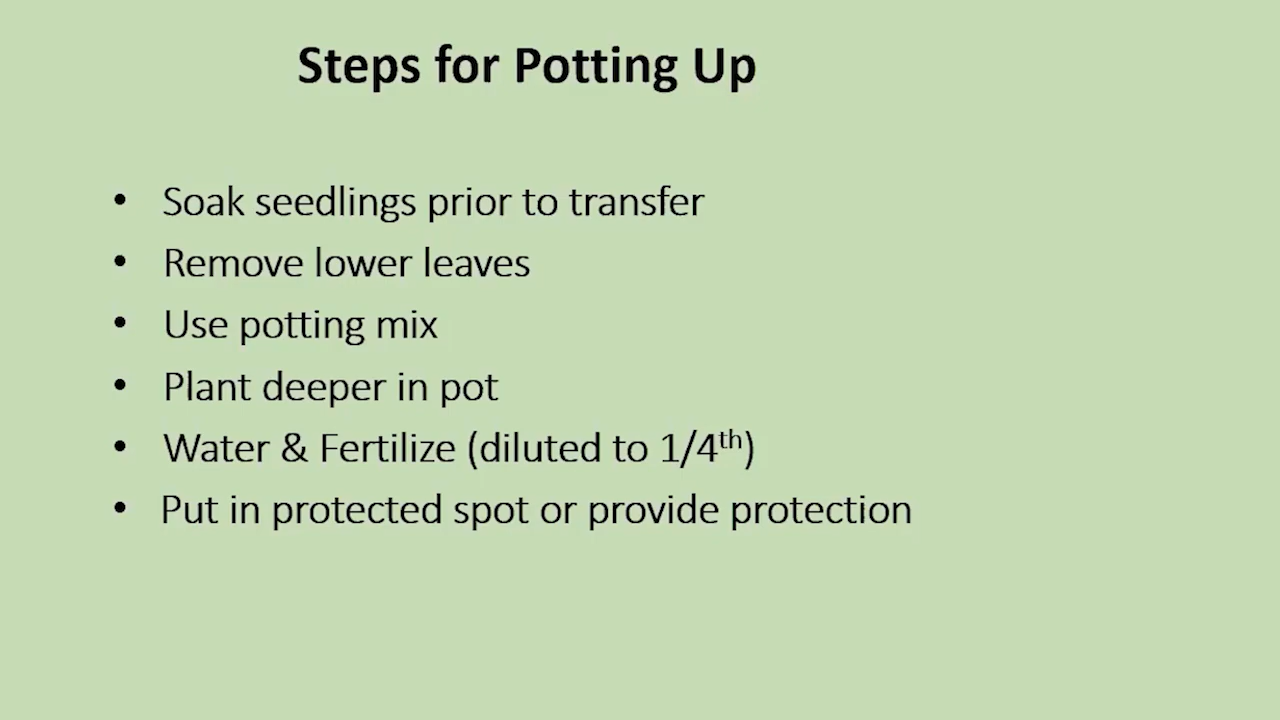 Steps for Potting Up
• Soak seedlings prior to transfer
• Remove lower leaves
• Use potting mix
• Plant deeper in pot
• Water & Fertilize (diluted to 1/4th)
• Put in protected spot or provide protection